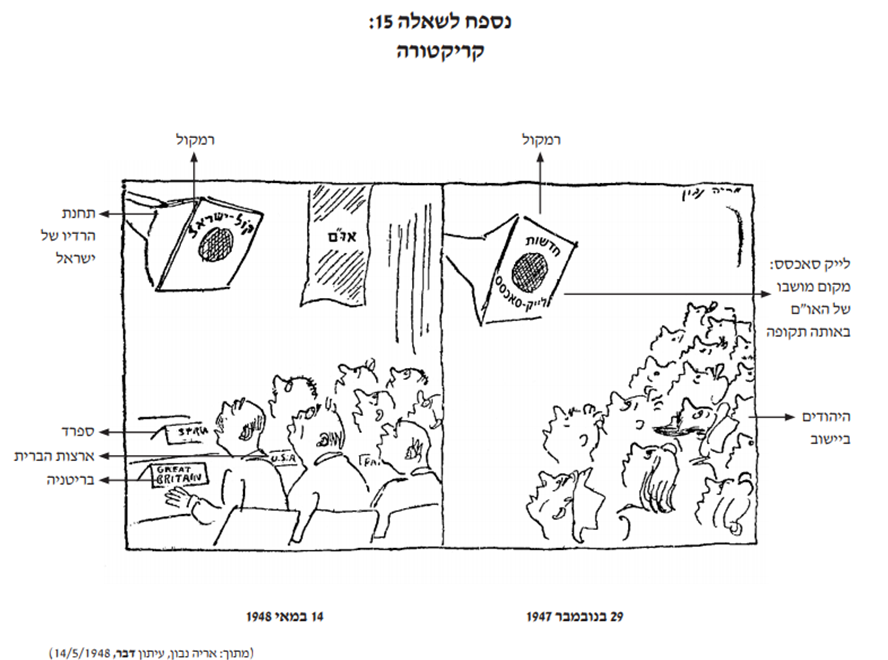 נספח לשאלה 15:
קריקטורה
רמקול
רמקול
אריה נבון
חדשות
לייק-סאכסס
לייק סאכסס:
מקום מושבו
של האו"ם
באותה תקופה
היהודים
ביישוב
קול-ישראל
תחנת
הרדיו של
ישראל
או"ם
ספרד
ארצות הברית
U.S.A
GREAT
BRITAIN
בריטניה
29 בנובמבר 1947
14 במאי 1948
(מתוך: אריה נבון, עיתון דבר, 14/5/1948)